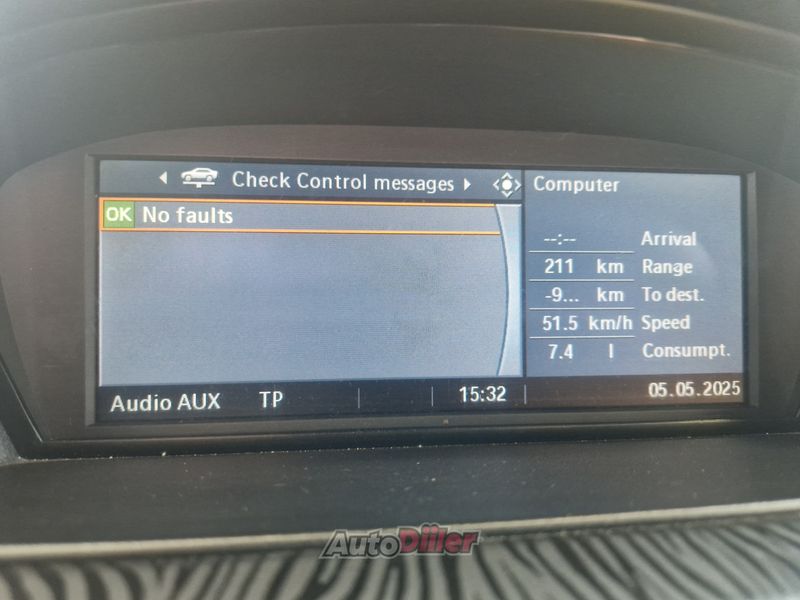 Check Control messages
OK No faults
Computer
--:-- Arrival
211 km Range
-9... km To dest.
51.5 km/h Speed
7.4 l Consumpt.
Audio AUX TP 15:32 05.05.2025
AutoDiler